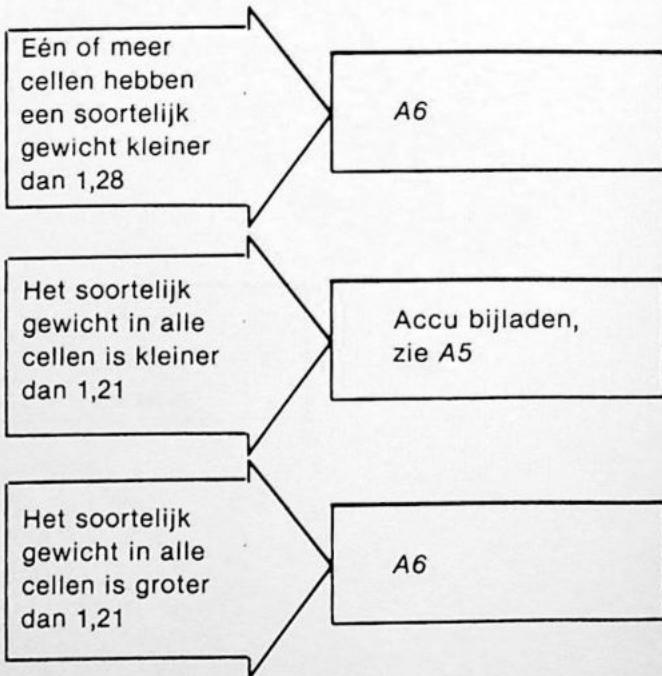 Eén of meer
cellen hebben
een soortelijk
gewicht kleiner
dan 1,28
A6
Het soortelijk
gewicht in alle
cellen is kleiner
dan 1,21
Accu bijladen,
zie A5
Het soortelijk
gewicht in alle
cellen is groter
dan 1,21
A6